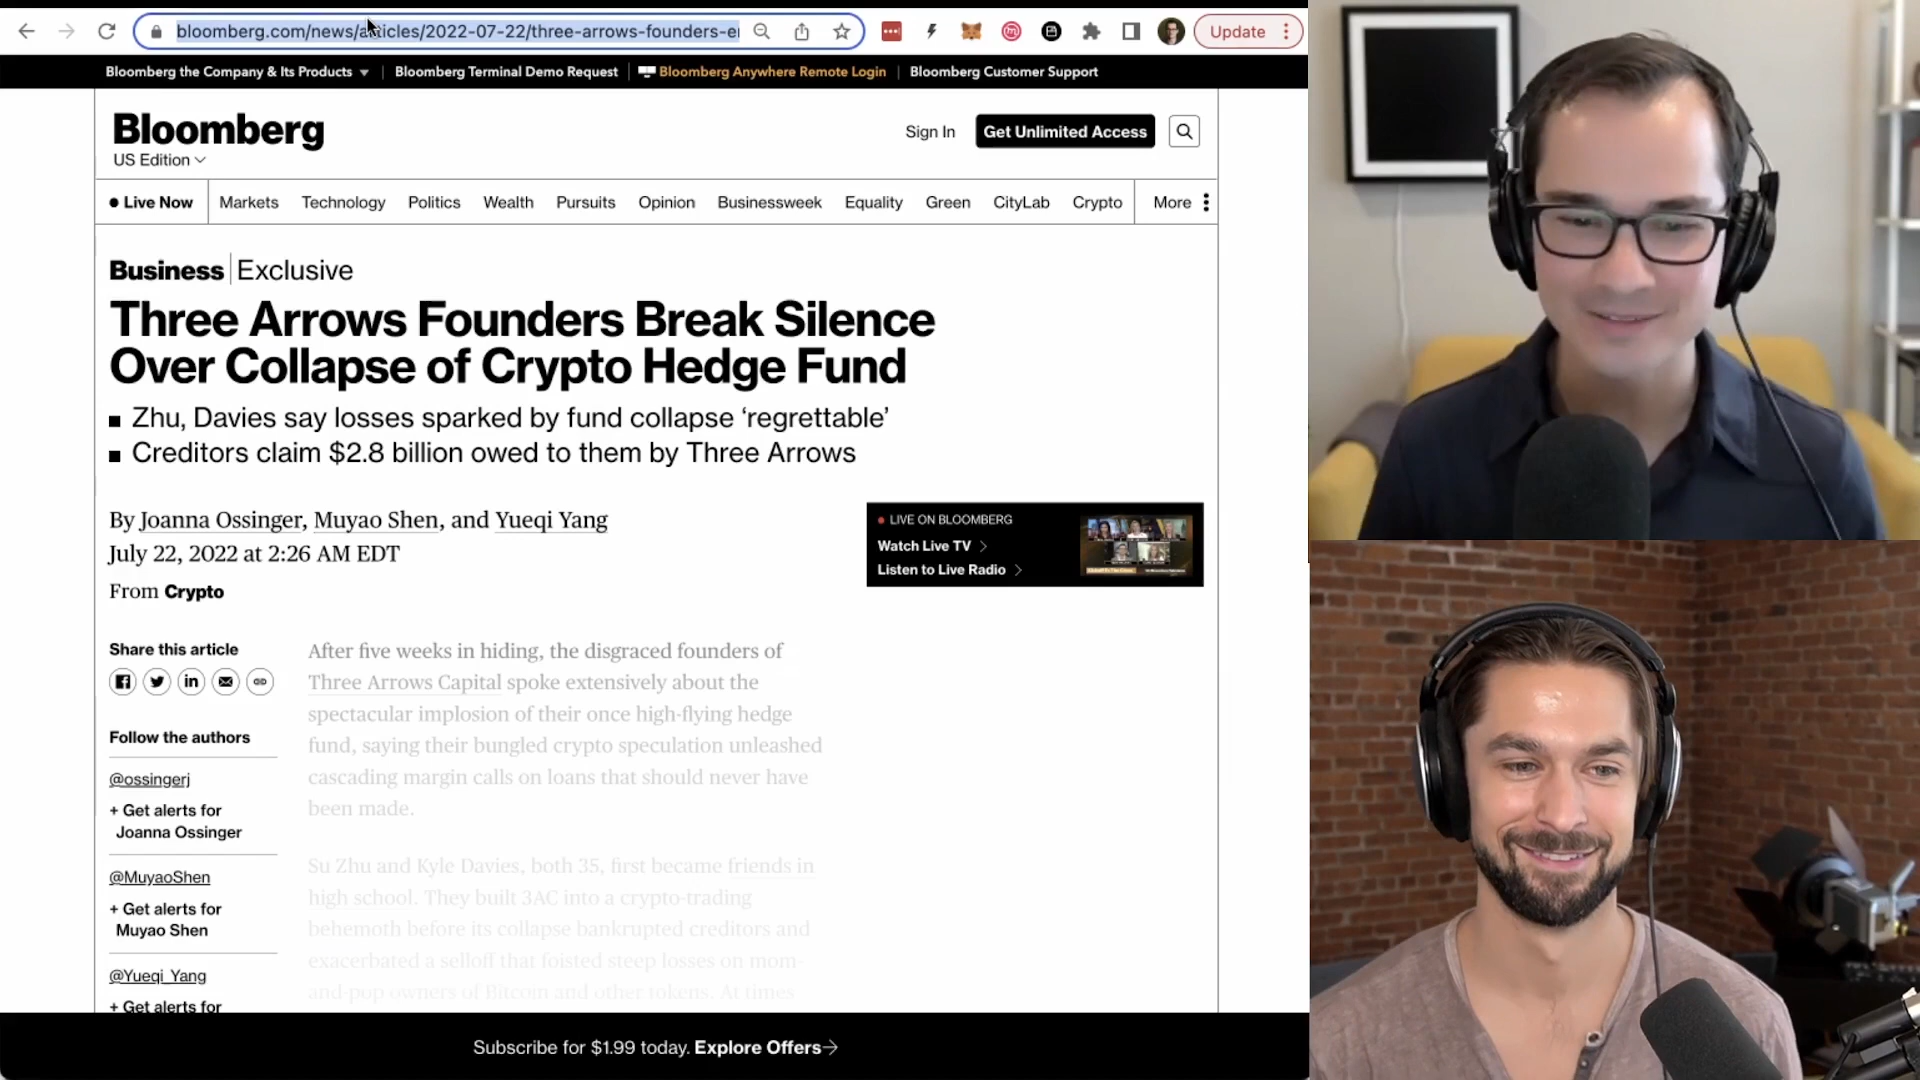 bloomberg.com/news/articles/2022-07-22/three-arrows-founders-e
Update
Bloomberg the Company & Its Products
Bloomberg Terminal Demo Request
Bloomberg Anywhere Remote Login
Bloomberg Customer Support
Bloomberg
US Edition
Sign In
Get Unlimited Access
Live Now
Markets
Technology
Politics
Wealth
Pursuits
Opinion
Businessweek
Equality
Green
CityLab
Crypto
More
Business | Exclusive
Three Arrows Founders Break Silence
Over Collapse of Crypto Hedge Fund
Zhu, Davies say losses sparked by fund collapse ‘regrettable’
Creditors claim $2.8 billion owed to them by Three Arrows
By Joanna Ossinger, Muyao Shen, and Yueqi Yang
July 22, 2022 at 2:26 AM EDT
From Crypto
LIVE ON BLOOMBERG
Watch Live TV
Listen to Live Radio
Share this article
Follow the authors
@ossingerj
+ Get alerts for
Joanna Ossinger
@MuyaoShen
+ Get alerts for
Muyao Shen
@Yueqi_Yang
+ Get alerts for
After five weeks in hiding, the disgraced founders of
Three Arrows Capital spoke extensively about the
spectacular implosion of their once high-flying hedge
fund, saying their bungled crypto speculation unleashed
cascading margin calls on loans that should never have
been made.
Su Zhu and Kyle Davies, both 35, first became friends in
high school. They built 3AC into a crypto-trading
behemoth before its collapse bankrupted creditors and
exacerbated a selloff that foisted steep losses on mom-
and-pop owners of Bitcoin and other tokens. At times
Subscribe for $1.99 today. Explore Offers